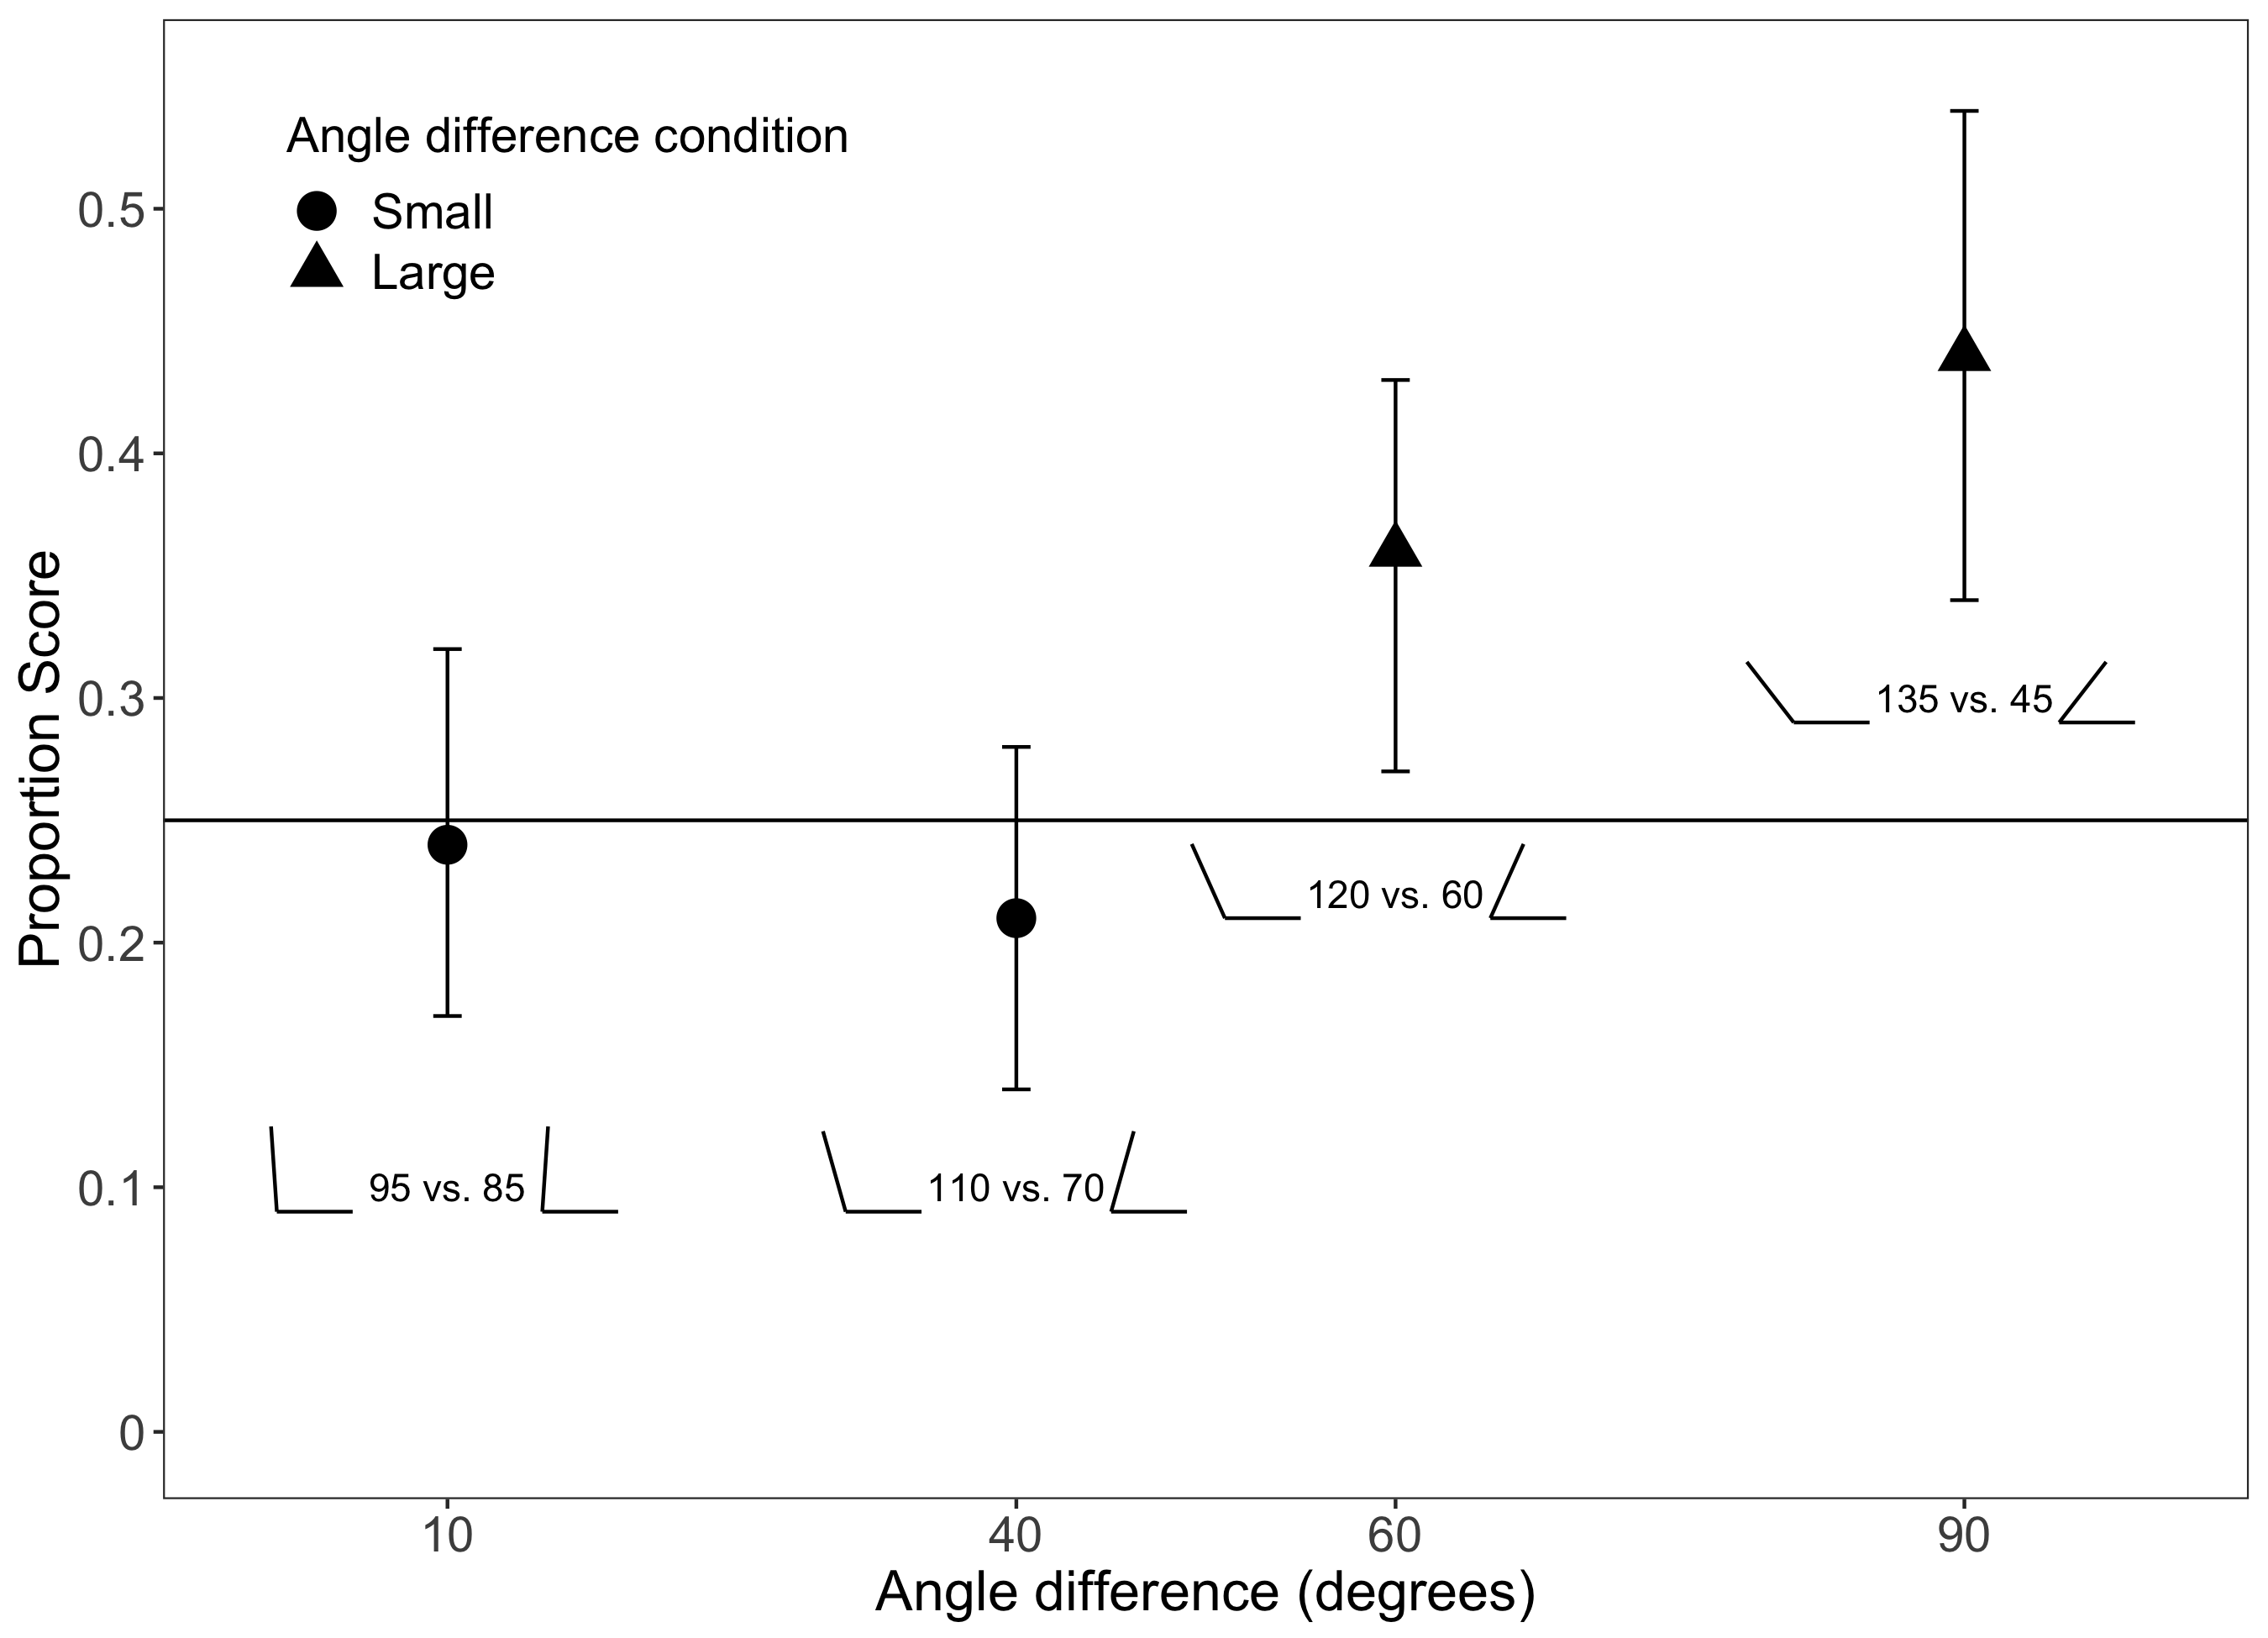 Angle difference condition
Small
Large
Proportion Score
0.5
0.4
0.3
0.2
0.1
0
135 vs. 45
120 vs. 60
95 vs. 85
110 vs. 70
10
40
60
90
Angle difference (degrees)